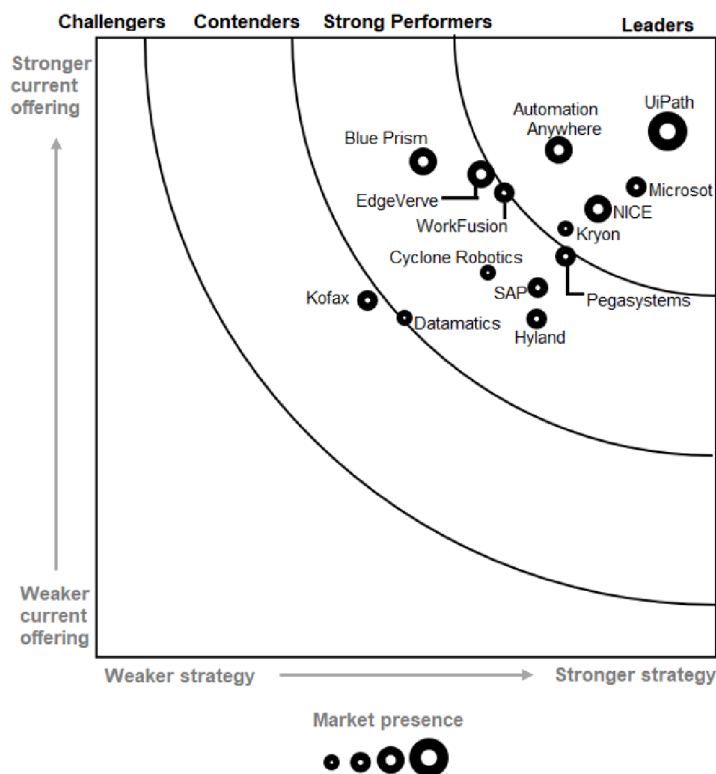 Challengers Contenders Strong Performers Leaders
Stronger
current
offering
UiPath
Automation
Anywhere
Blue Prism
Microsot
EdgeVerve
NICE
WorkFusion
Kryon
Cyclone Robotics
SAP
Pegasystems
Kofax
Datamatics
Hyland
Weaker
current
offering
Weaker strategy Stronger strategy
Market presence